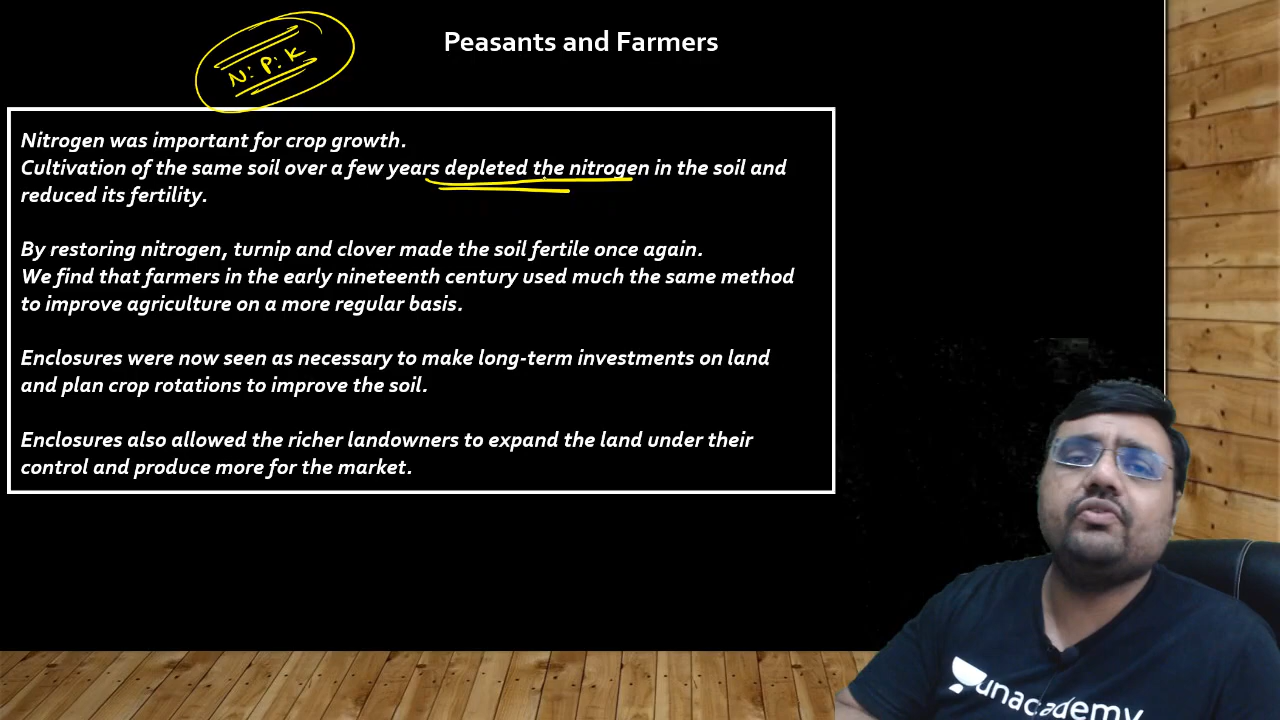 Peasants and Farmers
N:P:K
Nitrogen was important for crop growth.
Cultivation of the same soil over a few years depleted the nitrogen in the soil and
reduced its fertility.
By restoring nitrogen, turnip and clover made the soil fertile once again.
We find that farmers in the early nineteenth century used much the same method
to improve agriculture on a more regular basis.
Enclosures were now seen as necessary to make long-term investments on land
and plan crop rotations to improve the soil.
Enclosures also allowed the richer landowners to expand the land under their
control and produce more for the market.
unacademy